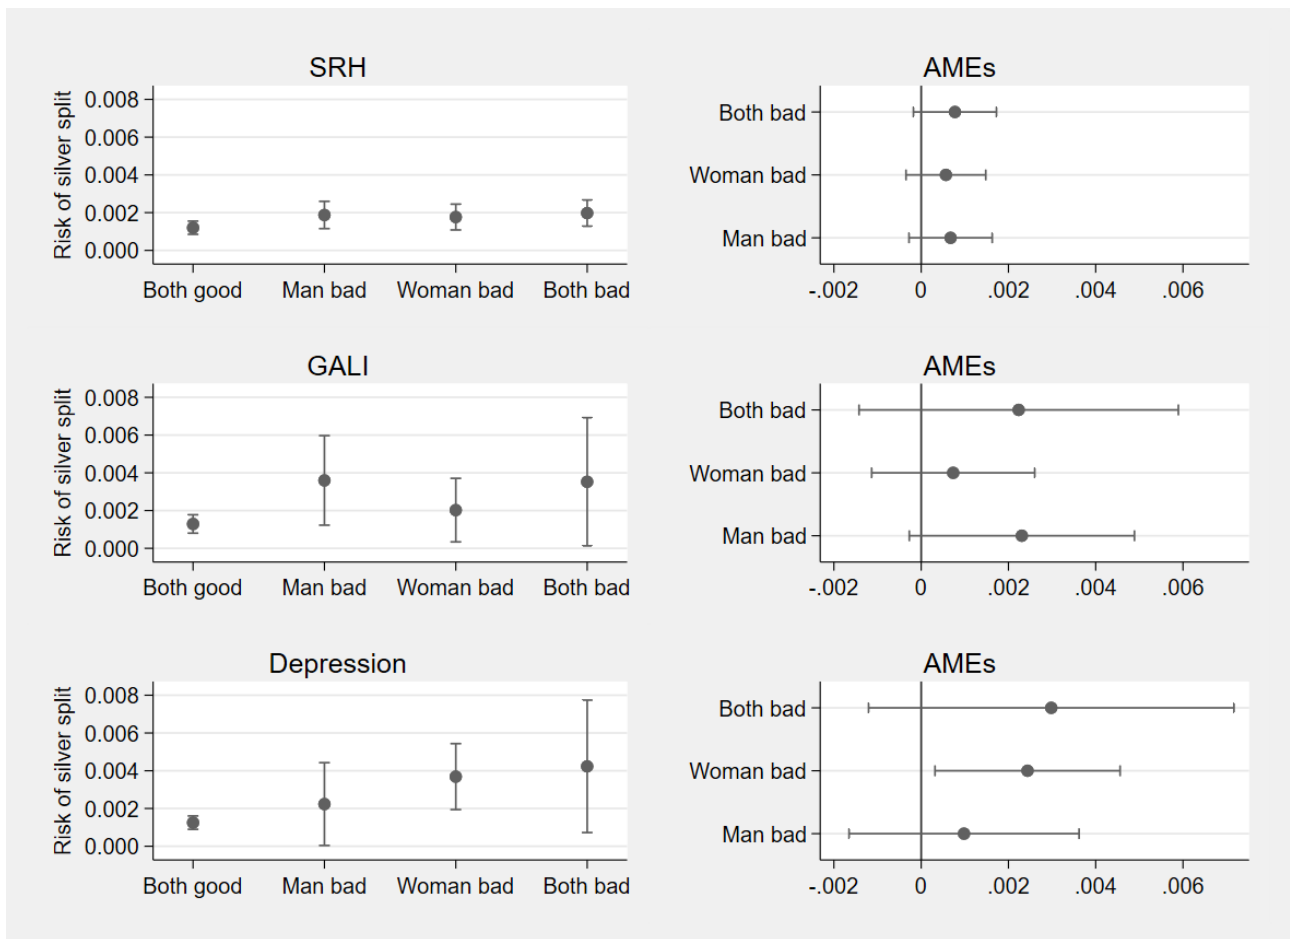 SRH
Risk of silver split
0.008
0.006
0.004
0.002
0.000
Both good Man bad Woman bad Both bad
AMEs
Both bad
Woman bad
Man bad
-.002 0 .002 .004 .006
GALI
Risk of silver split
0.008
0.006
0.004
0.002
0.000
Both good Man bad Woman bad Both bad
AMEs
Both bad
Woman bad
Man bad
-.002 0 .002 .004 .006
Depression
Risk of silver split
0.008
0.006
0.004
0.002
0.000
Both good Man bad Woman bad Both bad
AMEs
Both bad
Woman bad
Man bad
-.002 0 .002 .004 .006